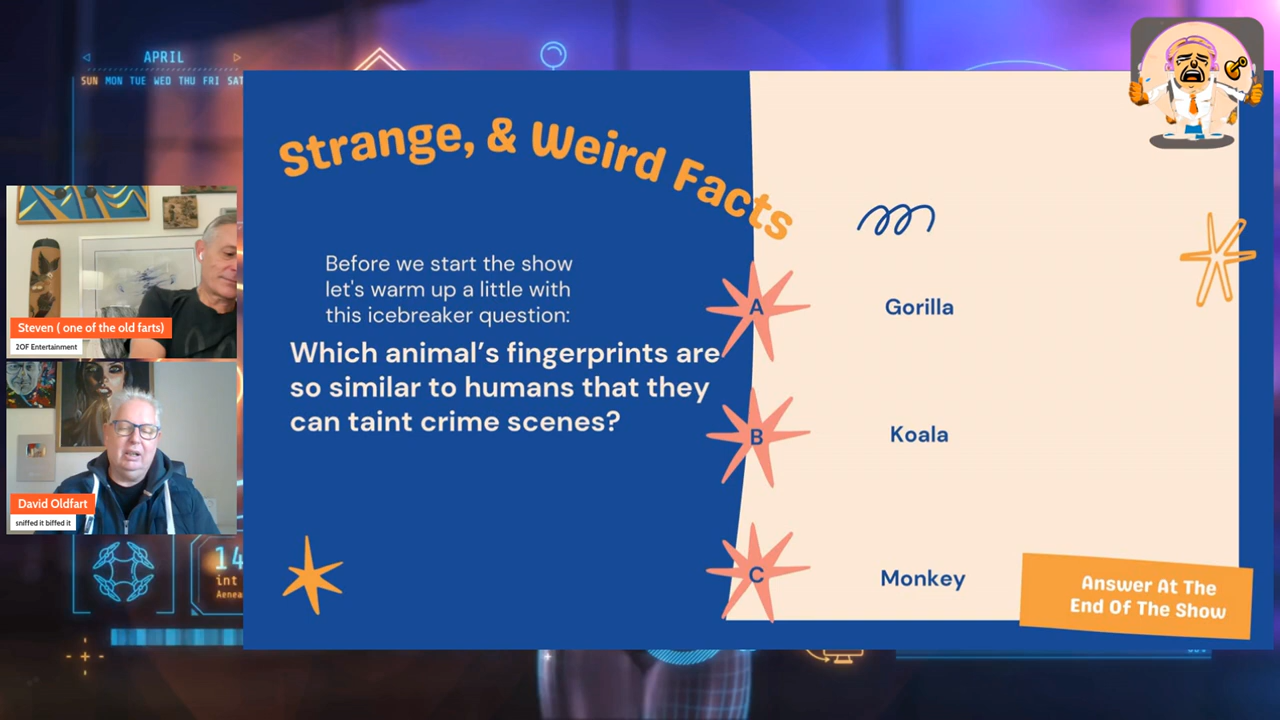 APRIL
SUN MON TUE WED THU FRI SAT
Strange, & Weird Facts
Before we start the show
let's warm up a little with
this icebreaker question:
Which animal's fingerprints are
so similar to humans that they
can taint crime scenes?
A
Gorilla
B
Koala
C
Monkey
Answer At The
End Of The Show
Steven ( one of the old farts)
2OF Entertainment
David Oldfart
sniffed it biffed it
14
int
Aenea